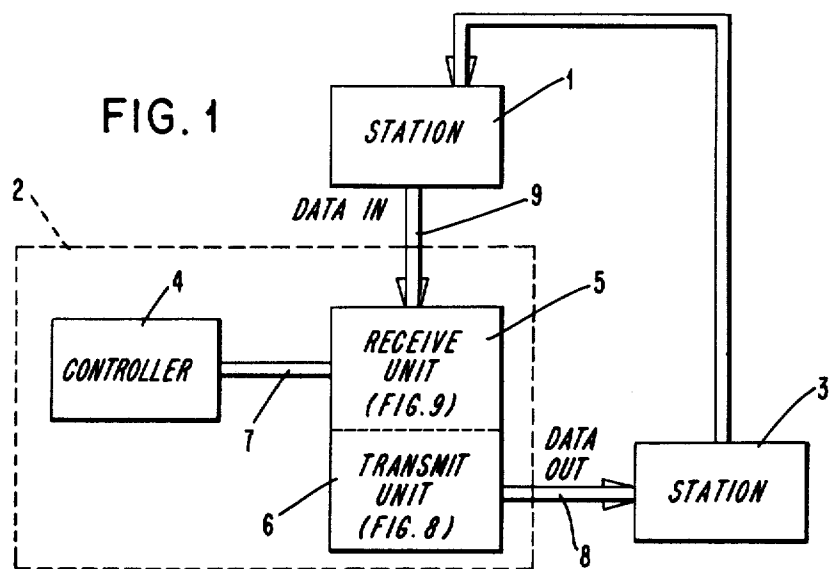 FIG. 1
1
STATION
2
DATA IN
9
4
5
CONTROLLER
RECEIVE
UNIT
(FIG.9)
7
3
DATA
OUT
TRANSMIT
UNIT
(FIG.8)
6
STATION
8